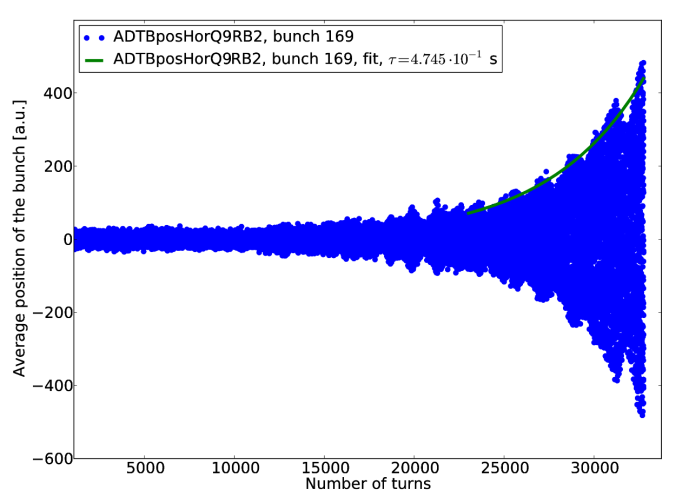 ADTBposHorQ9RB2, bunch 169
ADTBposHorQ9RB2, bunch 169, fit, τ=4.745·10⁻¹ s
Average position of the bunch [a.u.]
400
200
0
−200
−400
−600
5000 10000 15000 20000 25000 30000
Number of turns